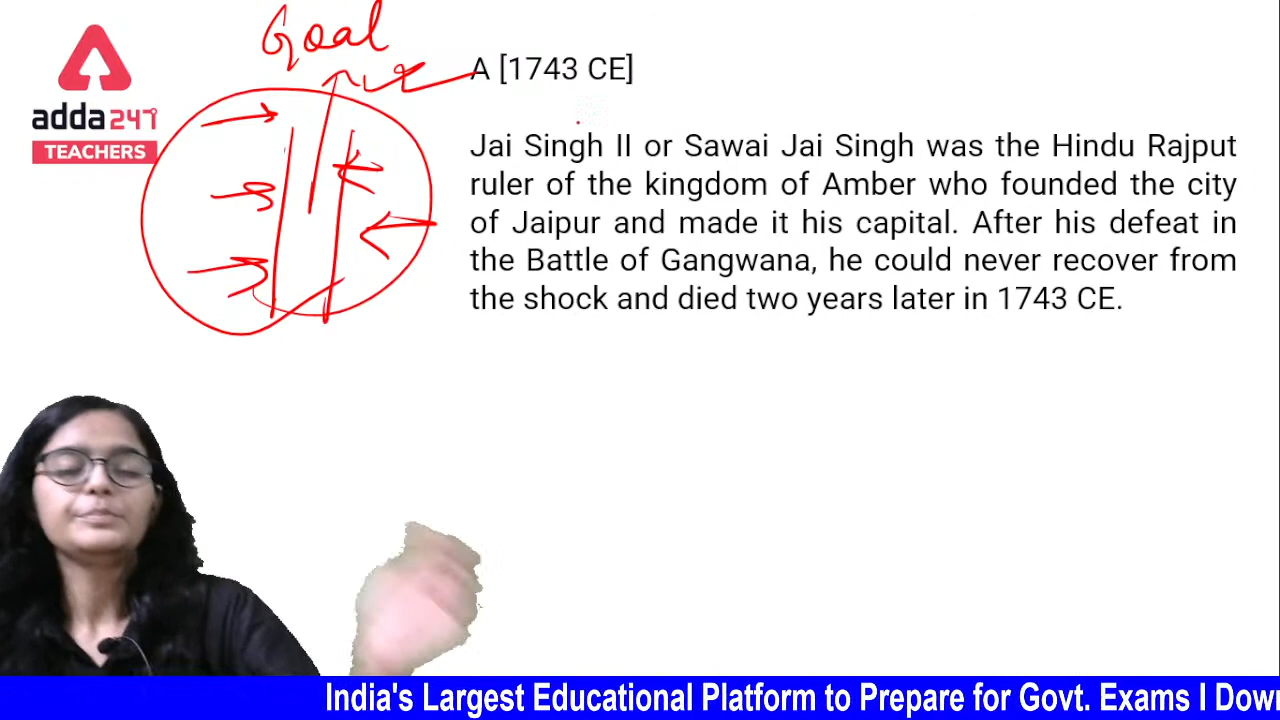 Goal
A [1743 CE]
adda247
TEACHERS
Jai Singh II or Sawai Jai Singh was the Hindu Rajput
ruler of the kingdom of Amber who founded the city
of Jaipur and made it his capital. After his defeat in
the Battle of Gangwana, he could never recover from
the shock and died two years later in 1743 CE.
India's Largest Educational Platform to Prepare for Govt. Exams I Down